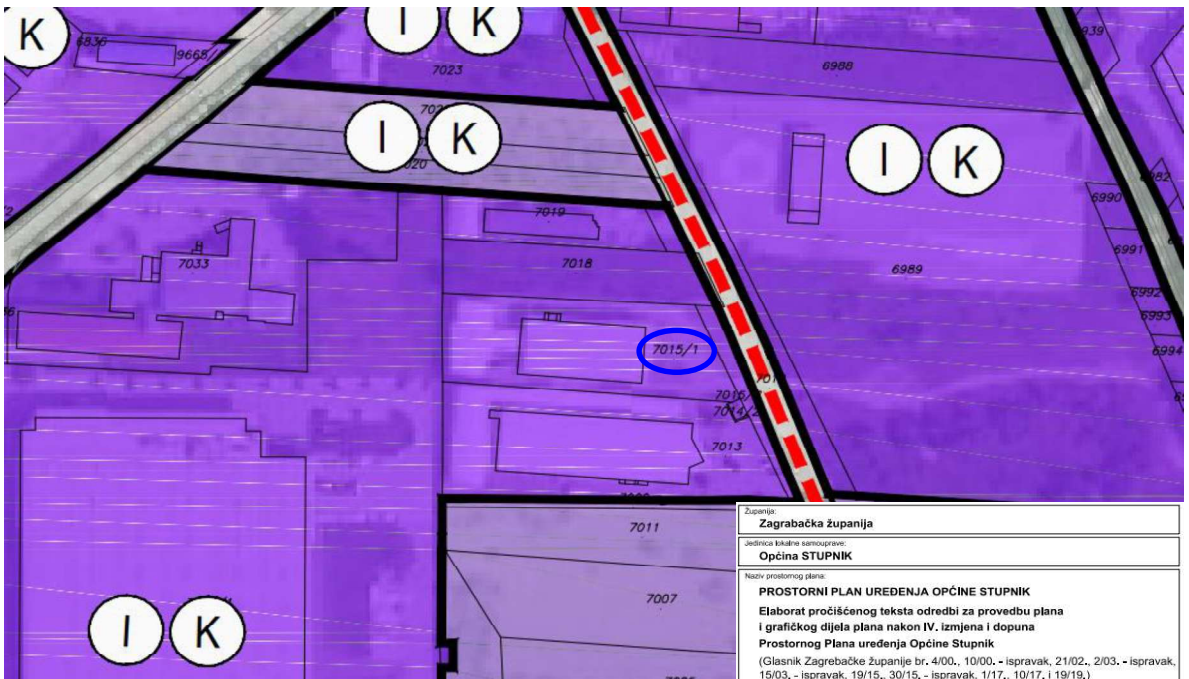 K
6836
9665/
I K
7023
939
6988
I K
I K
6982
6990
6991
6992
6993
6994
7019
7018
7033
6989
7015/1
7014/2
7013
7011
7007
I K
Županija:
Zagrebačka županija
Jedinica lokalne samouprave:
Općina STUPNIK
Naziv prostornog plana:
PROSTORNI PLAN UREĐENJA OPĆINE STUPNIK
Elaborat pročišćenog teksta odredbi za provedbu plana
i grafičkog dijela plana nakon IV. izmjena i dopuna
Prostornog Plana uređenja Općine Stupnik
(Glasnik Zagrebačke županije br. 4/00., 10/00. - ispravak, 21/02., 2/03. - ispravak,
15/03. - ispravak, 19/15., 30/15. - ispravak, 1/17., 10/17. i 19/19.)